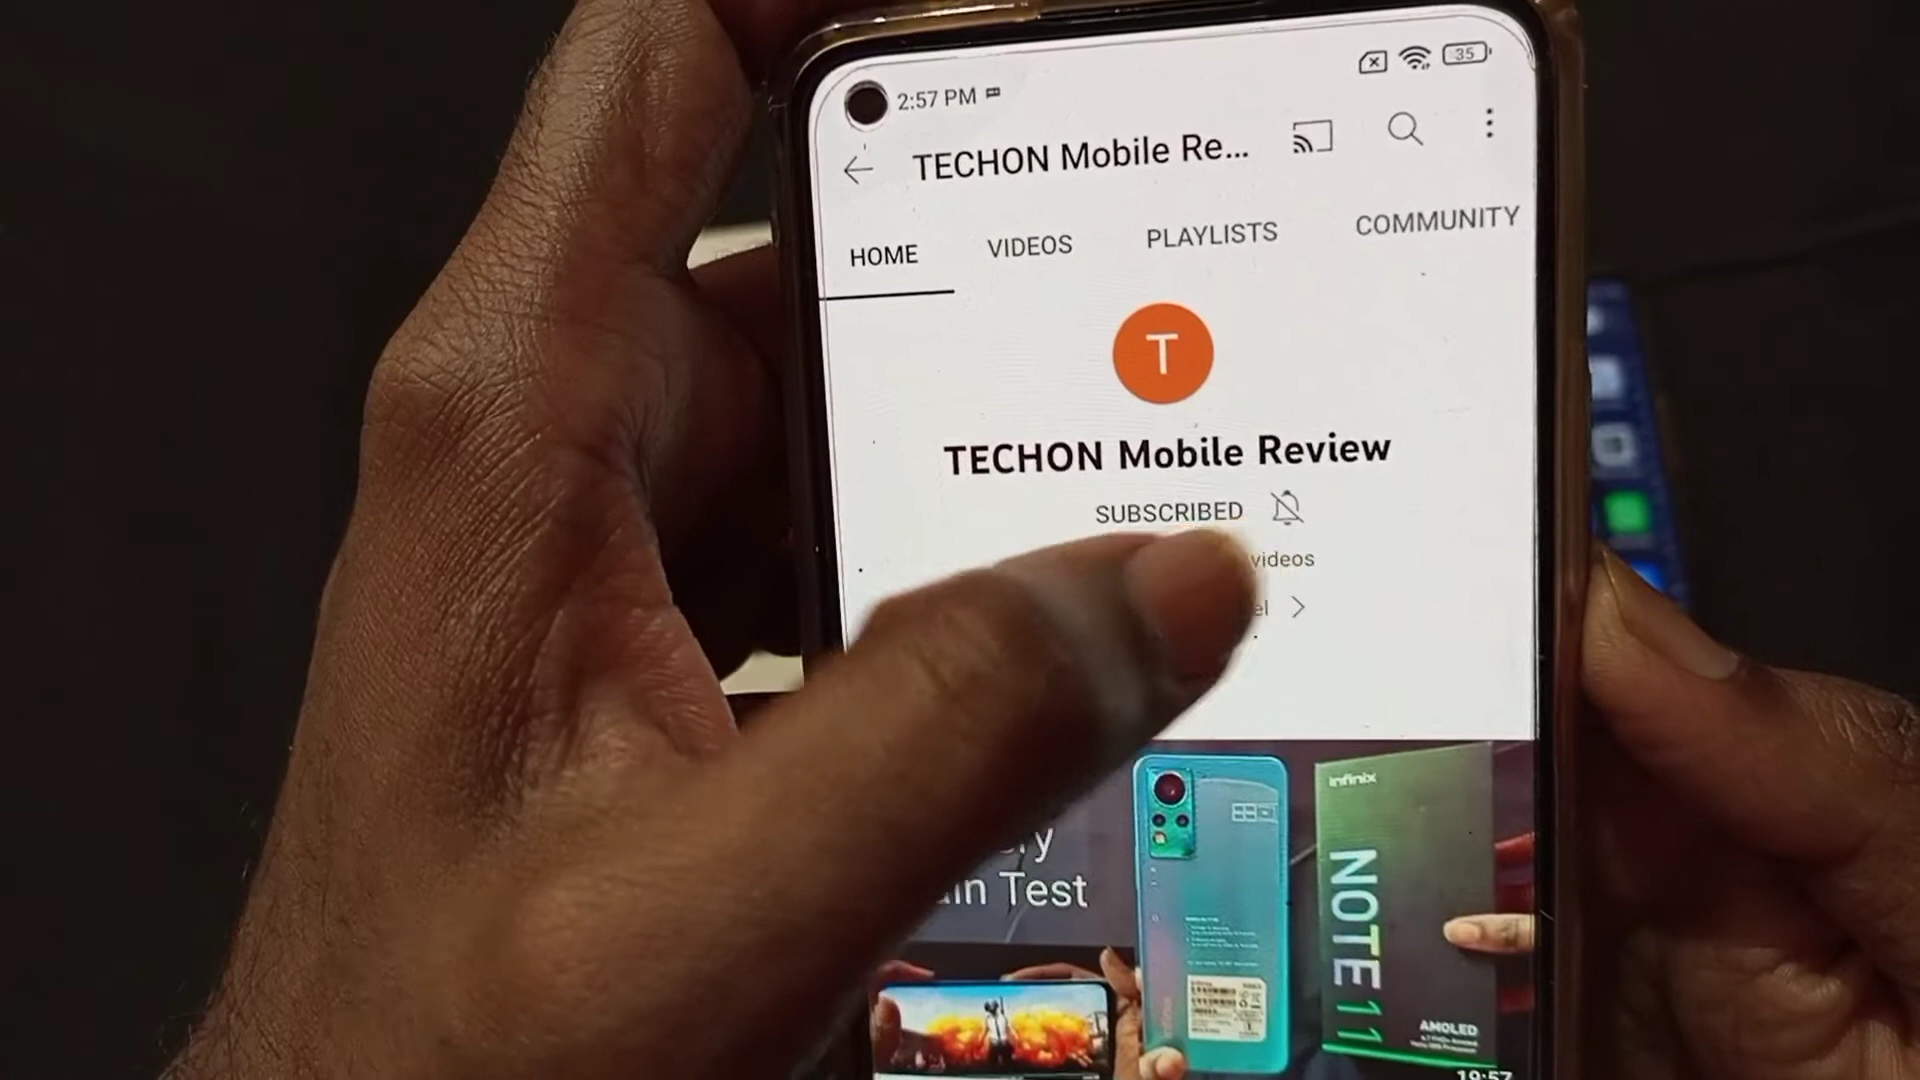 2:57 PM
35
TECHON Mobile Re...
HOME VIDEOS PLAYLISTS COMMUNITY
T
TECHON Mobile Review
SUBSCRIBED
videos
Test
Infinix
NOTE 11
AMOLED
19:57